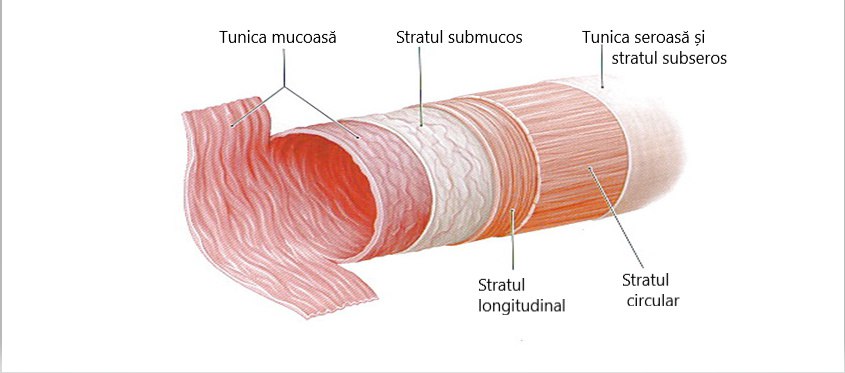 Tunica mucoasă
Stratul submucos
Tunica seroasă și
stratul subseros
Stratul
longitudinal
Stratul
circular